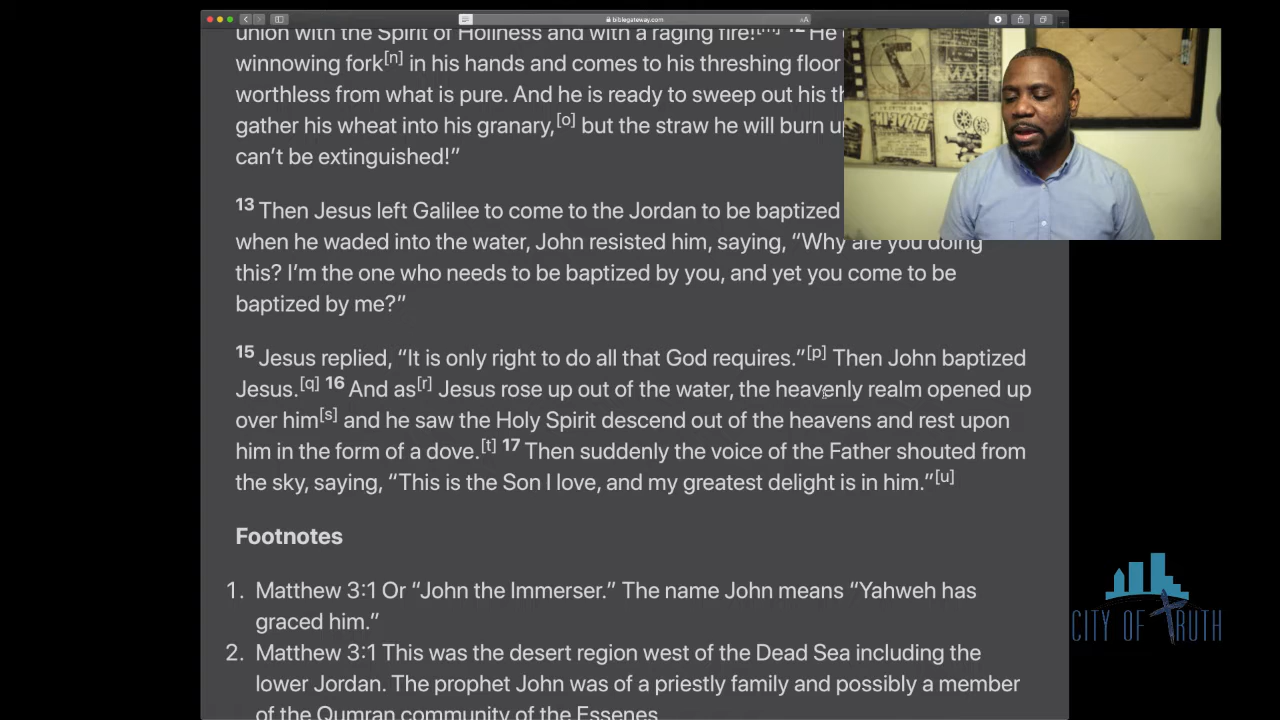 biblegateway.com
AA
union with the Spirit of Holiness and with a raging fire! 12 He
winnowing fork[n] in his hands and comes to his threshing floor
worthless from what is pure. And he is ready to sweep out his
gather his wheat into his granary,[o] but the straw he will burn
can’t be extinguished!”
13 Then Jesus left Galilee to come to the Jordan to be baptized
when he waded into the water, John resisted him, saying, “Why are you doing
this? I’m the one who needs to be baptized by you, and yet you come to be
baptized by me?”
15 Jesus replied, “It is only right to do all that God requires.”[p] Then John baptized
Jesus.[q] 16 And as[r] Jesus rose up out of the water, the heavenly realm opened up
over him[s] and he saw the Holy Spirit descend out of the heavens and rest upon
him in the form of a dove.[t] 17 Then suddenly the voice of the Father shouted from
the sky, saying, “This is the Son I love, and my greatest delight is in him.”[u]
Footnotes
1. Matthew 3:1 Or “John the Immerser.” The name John means “Yahweh has
graced him.”
2. Matthew 3:1 This was the desert region west of the Dead Sea including the
lower Jordan. The prophet John was of a priestly family and possibly a member
of the Qumran community of the Essenes
CITY OF TRUTH